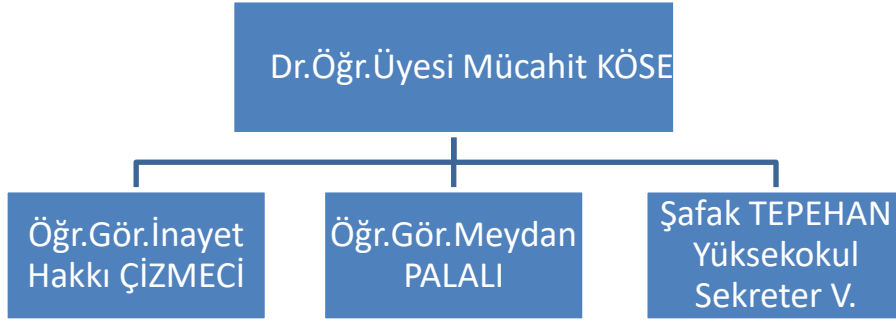 Dr.Öğr.Üyesi Mücahit KÖSE
Öğr.Gör.İnayet
Hakkı ÇİZMECİ
Öğr.Gör.Meydan
PALALI
Şafak TEPEHAN
Yüksekokul
Sekreter V.